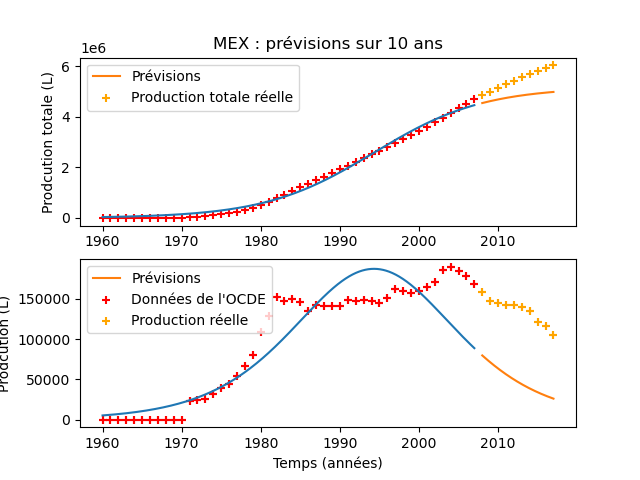 MEX : prévisions sur 10 ans
1e6
Prodcution totale (L)
6
4
2
0
Prévisions
Production totale réelle
1960 1970 1980 1990 2000 2010
Prodcution (L)
150000
100000
50000
0
Prévisions
Données de l'OCDE
Production réelle
1960 1970 1980 1990 2000 2010
Temps (années)